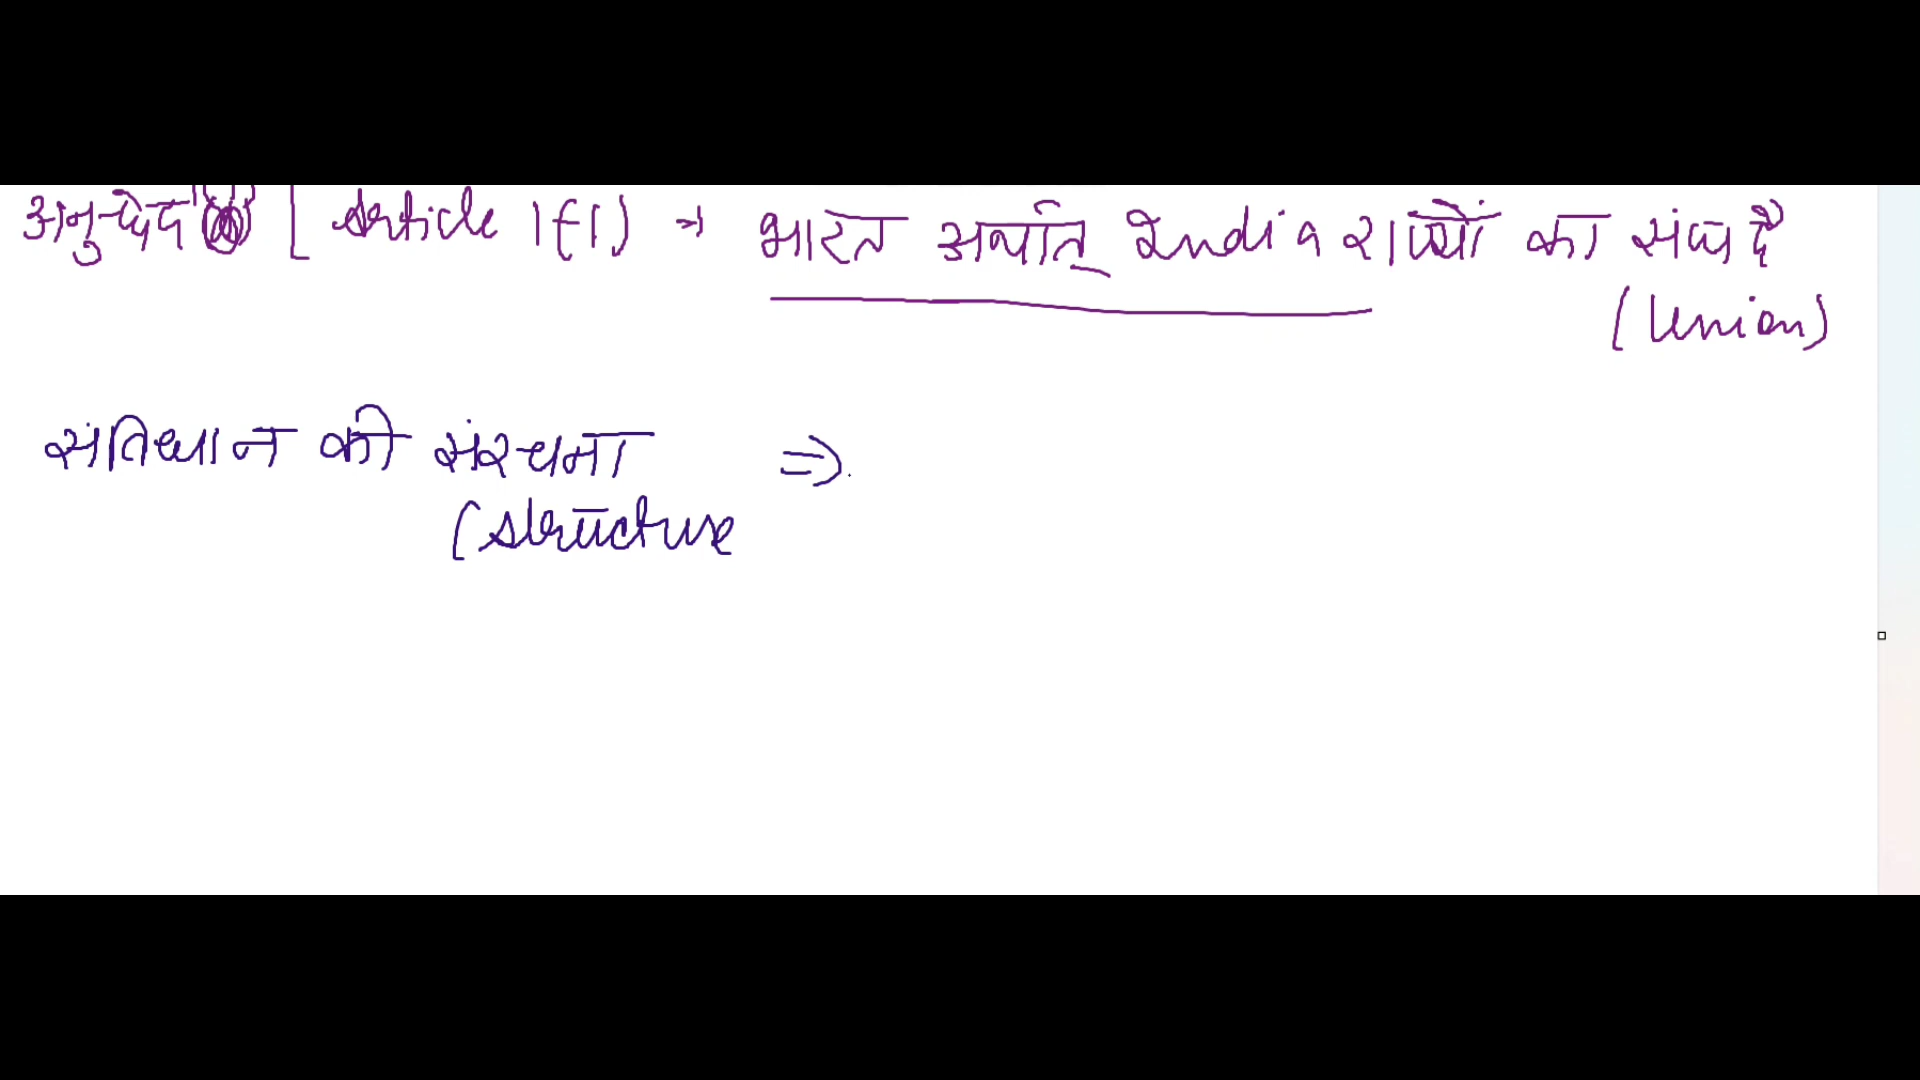 अनुच्छेद [ Article 1(1) → भारत अर्थात् India राज्यों का संघ है
(Union)
संविधान की संरचना ⇒
(structure